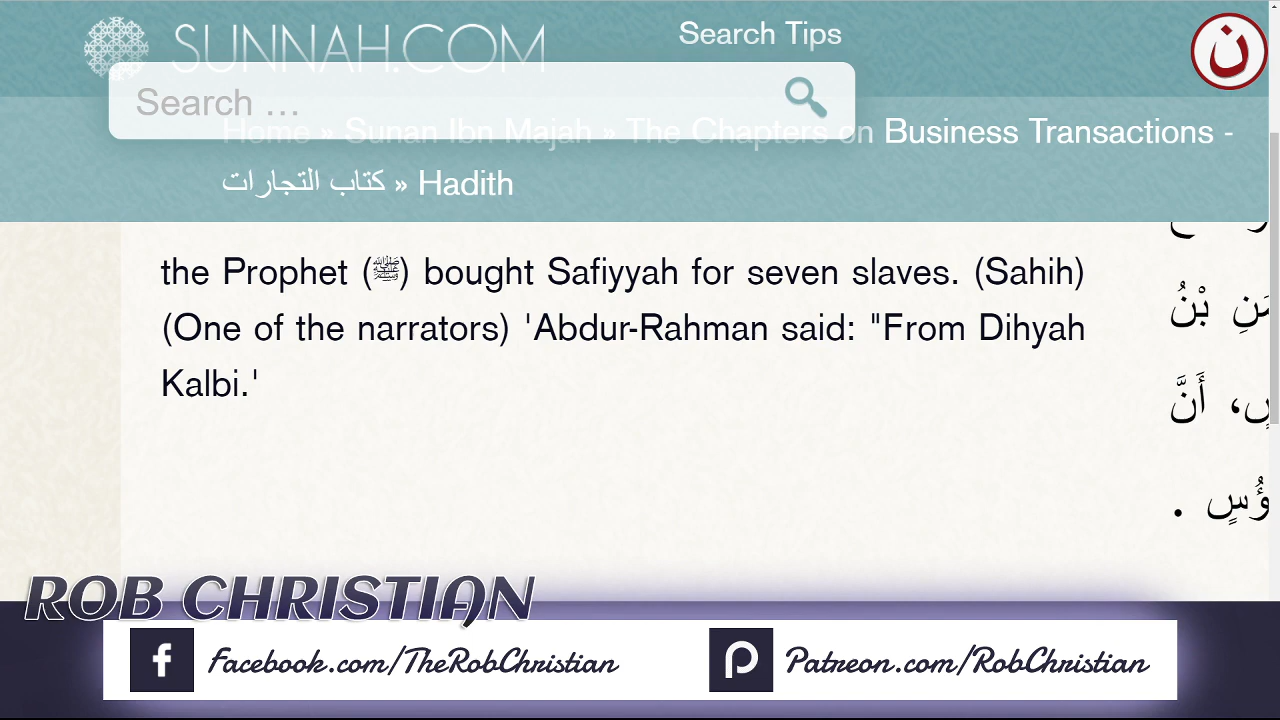 SUNNAH.COM
Search Tips
ن
Search ...
Home » Sunan Ibn Majah » The Chapters on Business Transactions -
كتاب التجارات » Hadith
the Prophet (ﷺ) bought Safiyyah for seven slaves. (Sahih)
(One of the narrators) 'Abdur-Rahman said: "From Dihyah
Kalbi.'
بْنُ
أَنَّ
ROB CHRISTIAN
Facebook.com/TheRobChristian
Patreon.com/RobChristian